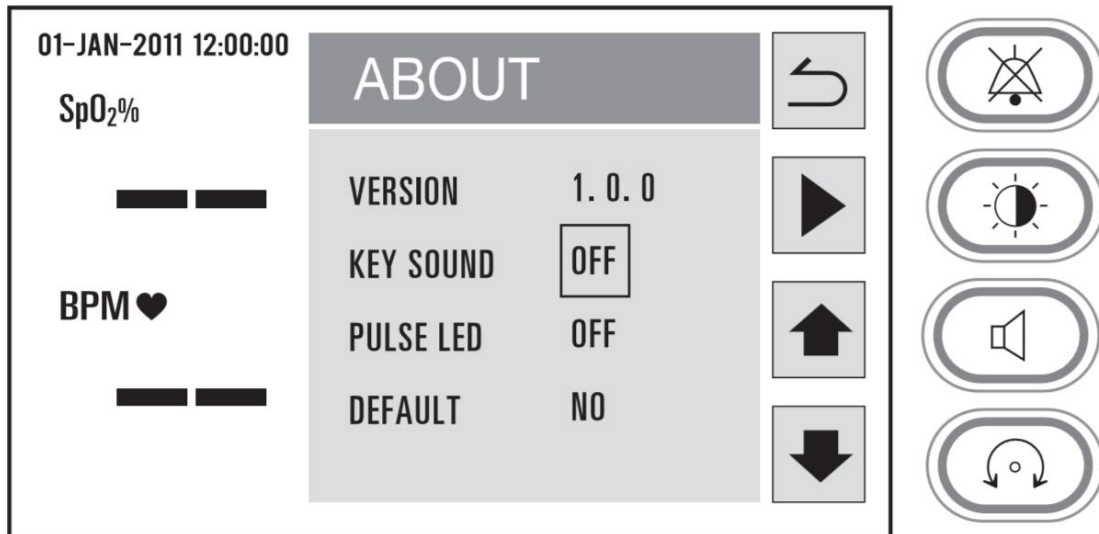 01-JAN-2011 12:00:00
SpO₂%
-- --
BPM♥
-- --
ABOUT
VERSION 1. 0. 0
KEY SOUND OFF
PULSE LED OFF
DEFAULT NO